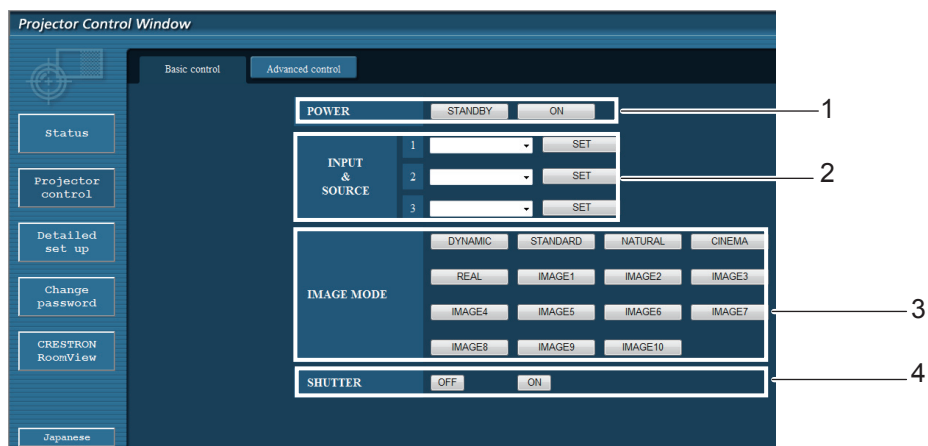 Projector Control Window
Basic control
Advanced control
POWER
STANDBY
ON
1
Status
INPUT
&
SOURCE
1
SET
2
SET
3
SET
2
Projector
control
Detailed
set up
Change
password
CRESTRON
RoomView
Japanese
IMAGE MODE
DYNAMIC
STANDARD
NATURAL
CINEMA
REAL
IMAGE1
IMAGE2
IMAGE3
IMAGE4
IMAGE5
IMAGE6
IMAGE7
IMAGE8
IMAGE9
IMAGE10
3
SHUTTER
OFF
ON
4